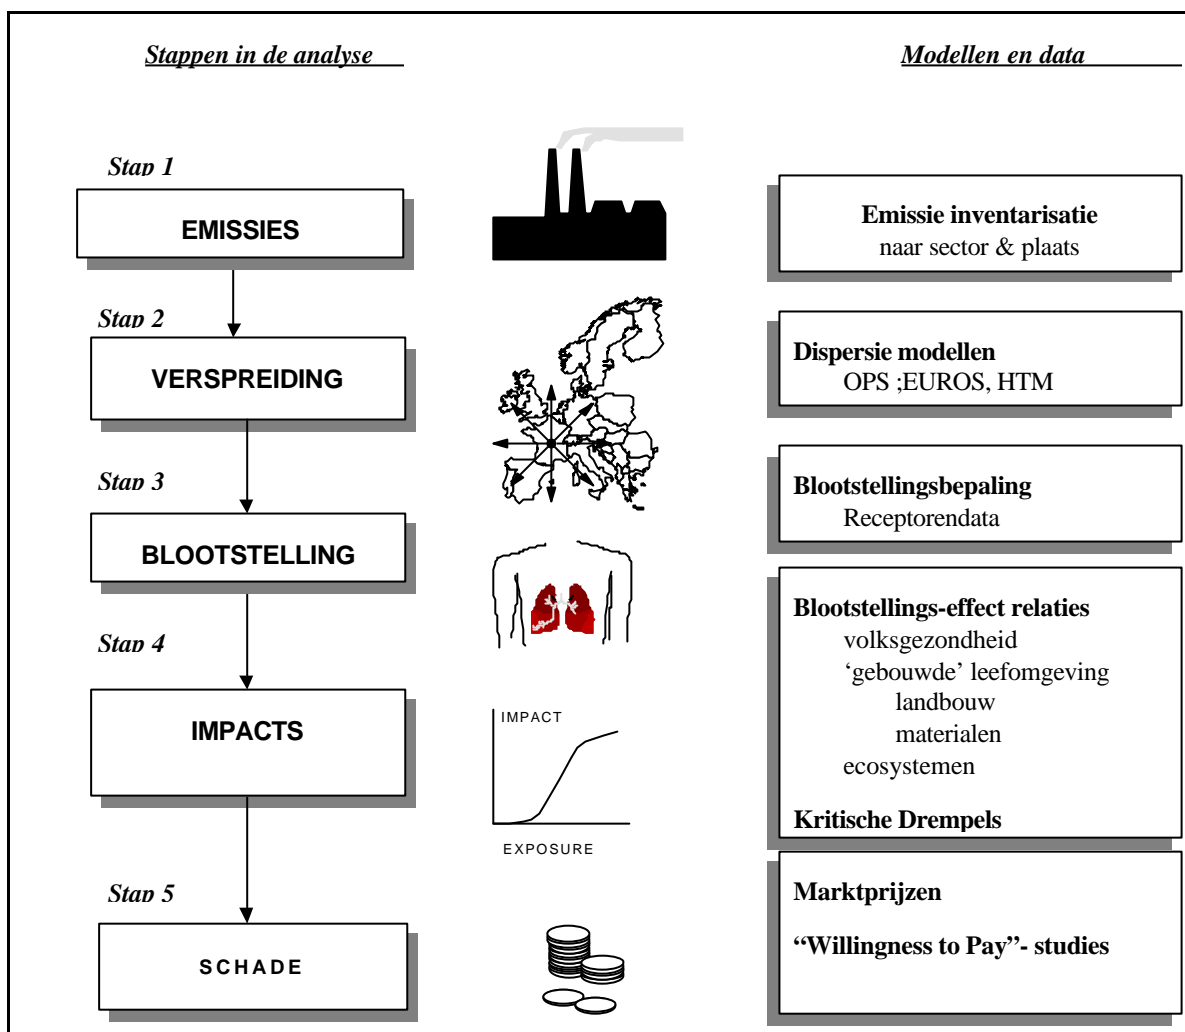 Stappen in de analyse
Modellen en data
Stap 1
EMISSIES
Emissie inventarisatie
naar sector & plaats
Stap 2
VERSPREIDING
Dispersie modellen
OPS ;EUROS, HTM
Stap 3
BLOOTSTELLING
Blootstellingsbepaling
Receptorendata
Stap 4
IMPACTS
IMPACT
EXPOSURE
Blootstellings-effect relaties
volksgezondheid
‘gebouwde’ leefomgeving
landbouw
materialen
ecosystemen
Kritische Drempels
Stap 5
SCHADE
Marktprijzen
“Willingness to Pay”- studies